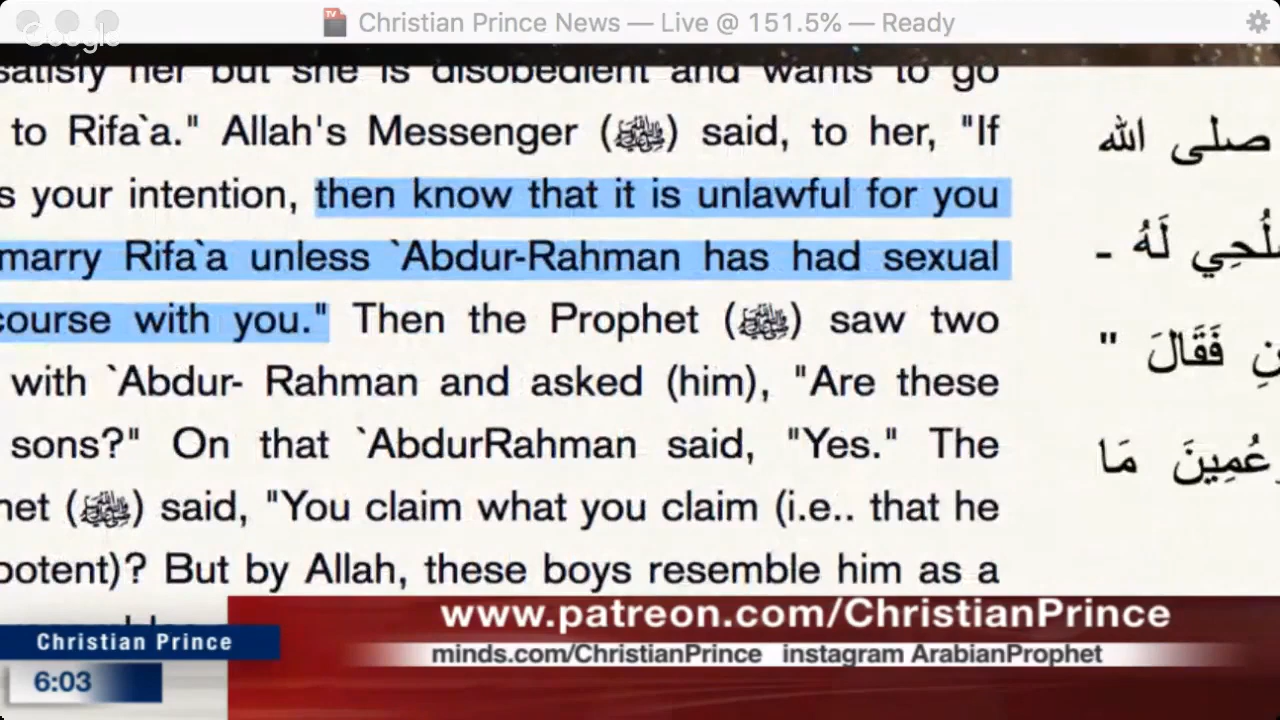 Christian Prince News — Live @ 151.5% — Ready
Google
satisfy her but she is disobedient and wants to go
to Rifa`a." Allah's Messenger (ﷺ) said, to her, "If
s your intention, then know that it is unlawful for you
marry Rifa`a unless `Abdur-Rahman has had sexual
course with you." Then the Prophet (ﷺ) saw two
with `Abdur- Rahman and asked (him), "Are these
sons?" On that `AbdurRahman said, "Yes." The
het (ﷺ) said, "You claim what you claim (i.e.. that he
potent)? But by Allah, these boys resemble him as a
صلى الله
لُحِي لَهُ -
نِ فَقَالَ "
عُمِينَ مَا
www.patreon.com/ChristianPrince
Christian Prince
minds.com/ChristianPrince instagram ArabianProphet
6:03